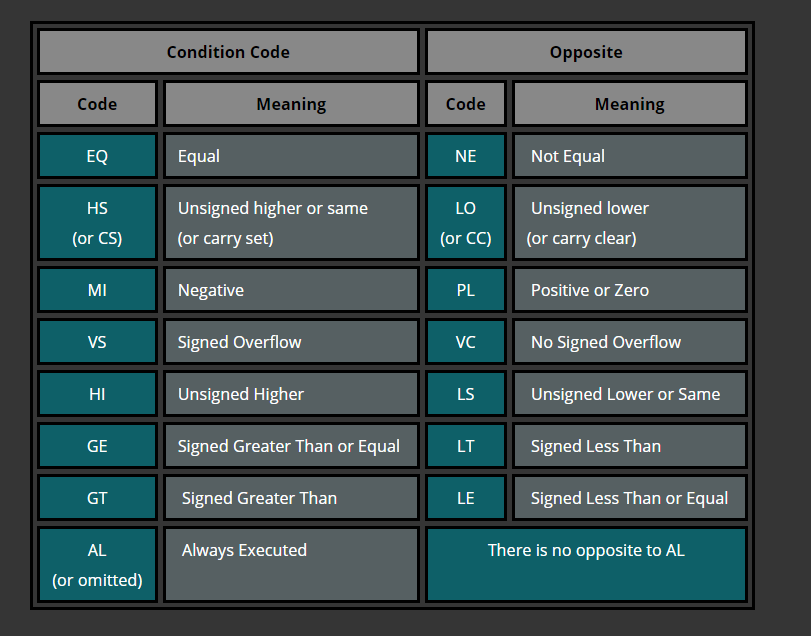 Condition Code Opposite
Code Meaning Code Meaning
EQ Equal NE Not Equal
HS Unsigned higher or same LO Unsigned lower
(or CS) (or carry set) (or CC) (or carry clear)
MI Negative PL Positive or Zero
VS Signed Overflow VC No Signed Overflow
HI Unsigned Higher LS Unsigned Lower or Same
GE Signed Greater Than or Equal LT Signed Less Than
GT Signed Greater Than LE Signed Less Than or Equal
AL Always Executed There is no opposite to AL
(or omitted)